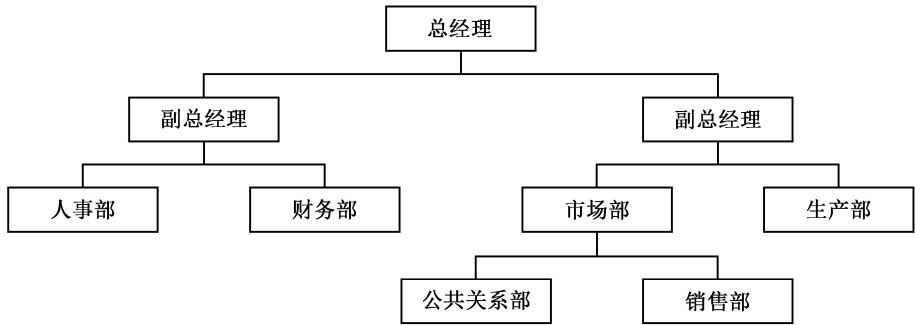 总经理
副总经理
副总经理
人事部
财务部
市场部
生产部
公共关系部
销售部